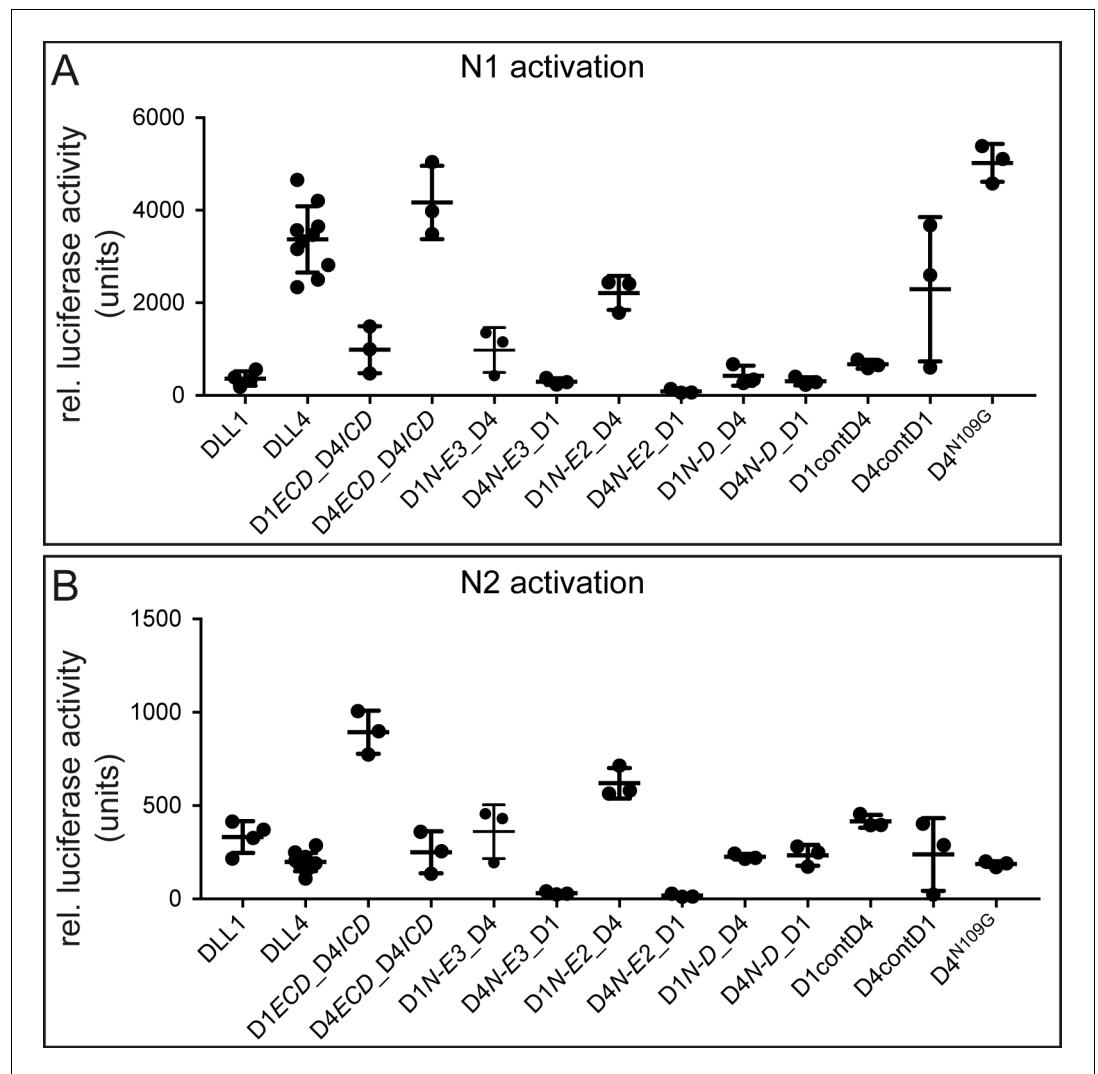 A
N1 activation
rel. luciferase activity
(units)
6000
4000
2000
0
DLL1
DLL4
D1ECD_D4ICD
D4ECD_D4ICD
D1N-E3_D4
D4N-E3_D1
D1N-E2_D4
D4N-E2_D1
D1N-D_D4
D4N-D_D1
D1contD4
D4contD1
D4N109G
B
N2 activation
rel. luciferase activity
(units)
1500
1000
500
0
DLL1
DLL4
D1ECD_D4ICD
D4ECD_D4ICD
D1N-E3_D4
D4N-E3_D1
D1N-E2_D4
D4N-E2_D1
D1N-D_D4
D4N-D_D1
D1contD4
D4contD1
D4N109G